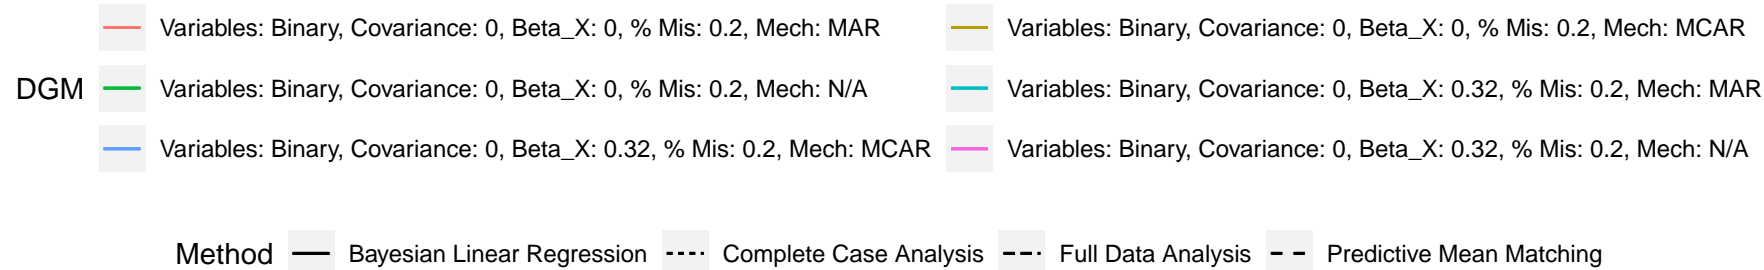 Variables: Binary, Covariance: 0, Beta_X: 0, % Mis: 0.2, Mech: MAR Variables: Binary, Covariance: 0, Beta_X: 0, % Mis: 0.2, Mech: MCAR
DGM Variables: Binary, Covariance: 0, Beta_X: 0, % Mis: 0.2, Mech: N/A Variables: Binary, Covariance: 0, Beta_X: 0.32, % Mis: 0.2, Mech: MAR
Variables: Binary, Covariance: 0, Beta_X: 0.32, % Mis: 0.2, Mech: MCAR Variables: Binary, Covariance: 0, Beta_X: 0.32, % Mis: 0.2, Mech: N/A
Method Bayesian Linear Regression Complete Case Analysis Full Data Analysis Predictive Mean Matching